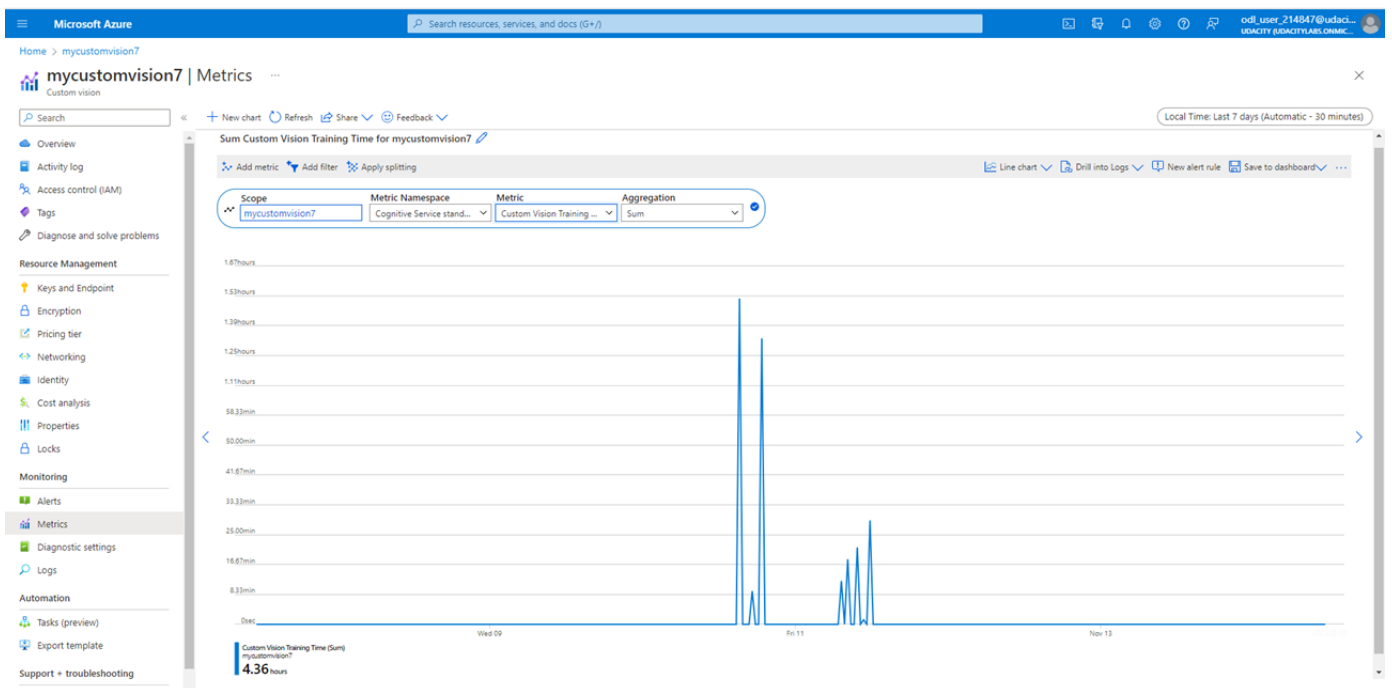 Microsoft Azure
Search resources, services, and docs (G+/)
odl_user_214847@udaci...
UDACITY (UDACITYLABS.ONMIC...
Home > mycustomvision7
mycustomvision7 | Metrics ...
Custom vision
Search
«
New chart Refresh Share Feedback
Local Time: Last 7 days (Automatic - 30 minutes)
Overview
Activity log
Access control (IAM)
Tags
Diagnose and solve problems
Resource Management
Keys and Endpoint
Encryption
Pricing tier
Networking
Identity
Cost analysis
Properties
Locks
Monitoring
Alerts
Metrics
Diagnostic settings
Logs
Automation
Tasks (preview)
Export template
Support + troubleshooting
Sum Custom Vision Training Time for mycustomvision7
Add metric Add filter Apply splitting
Line chart Drill into Logs New alert rule Save to dashboard ...
Scope Metric Namespace Metric Aggregation
mycustomvision7 Cognitive Service stand... Custom Vision Training ... Sum
1.67hours
1.53hours
1.39hours
1.25hours
1.11hours
58.33min
50.00min
41.67min
33.33min
25.00min
16.67min
8.33min
0sec
Wed 09 Fri 11 Nov 13
Custom Vision Training Time (Sum)
mycustomvision7
4.36 hours